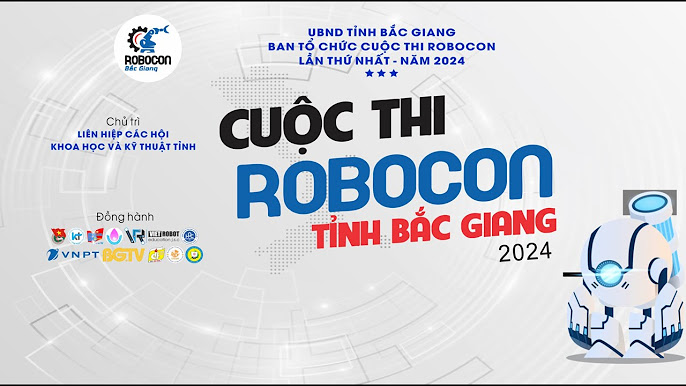 ROBOCON
Bắc Giang
UBND TỈNH BẮC GIANG
BAN TỔ CHỨC CUỘC THI ROBOCON
LẦN THỨ NHẤT - NĂM 2024
Chủ trì
LIÊN HIỆP CÁC HỘI
KHOA HỌC VÀ KỸ THUẬT TỈNH
CUỘC THI
ROBOCON
TỈNH BẮC GIANG
2024
Đồng hành
VNPT BGTV